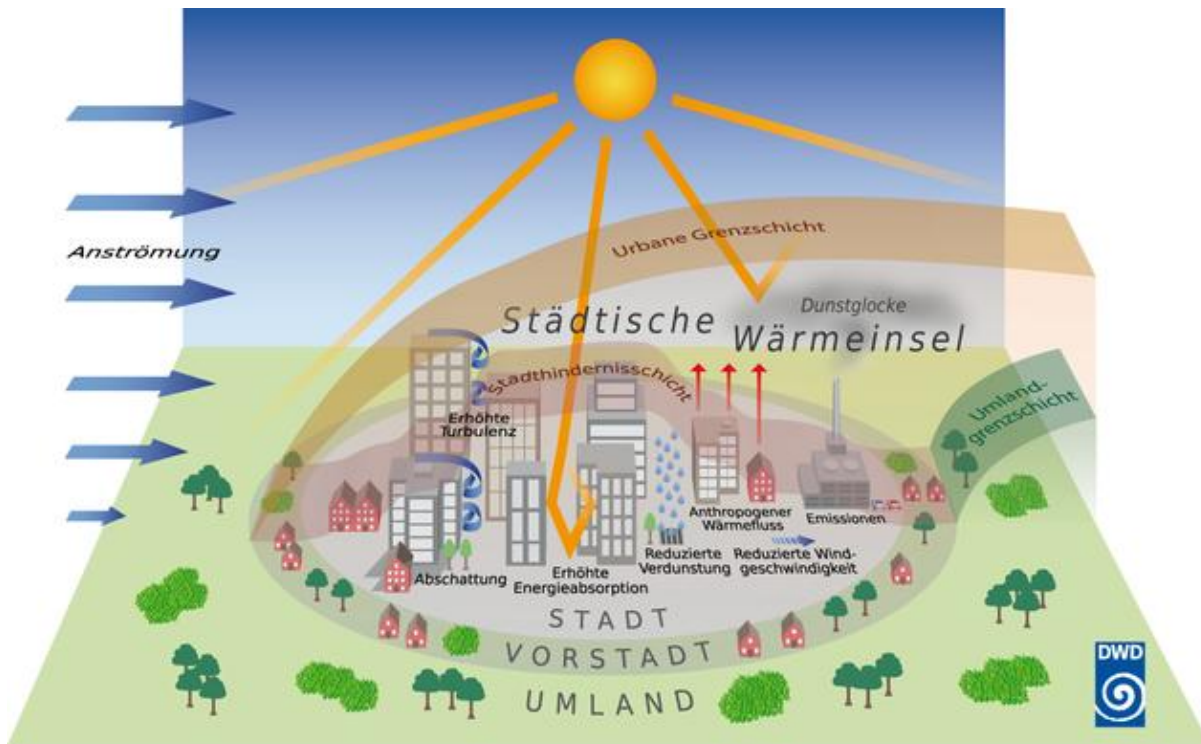 Urbane Grenzschicht
Anströmung
Dunstglocke
Städtische
Wärmeinsel
Stadthindernisschicht
Umland-
grenzschicht
Erhöhte
Turbulenz
Anthropogener
Wärmefluss
Emissionen
Abschattung
Erhöhte
Energieabsorption
Reduzierte
Verdunstung
Reduzierte Wind-
geschwindigkeit
STADT
VORSTADT
UMLAND
DWD